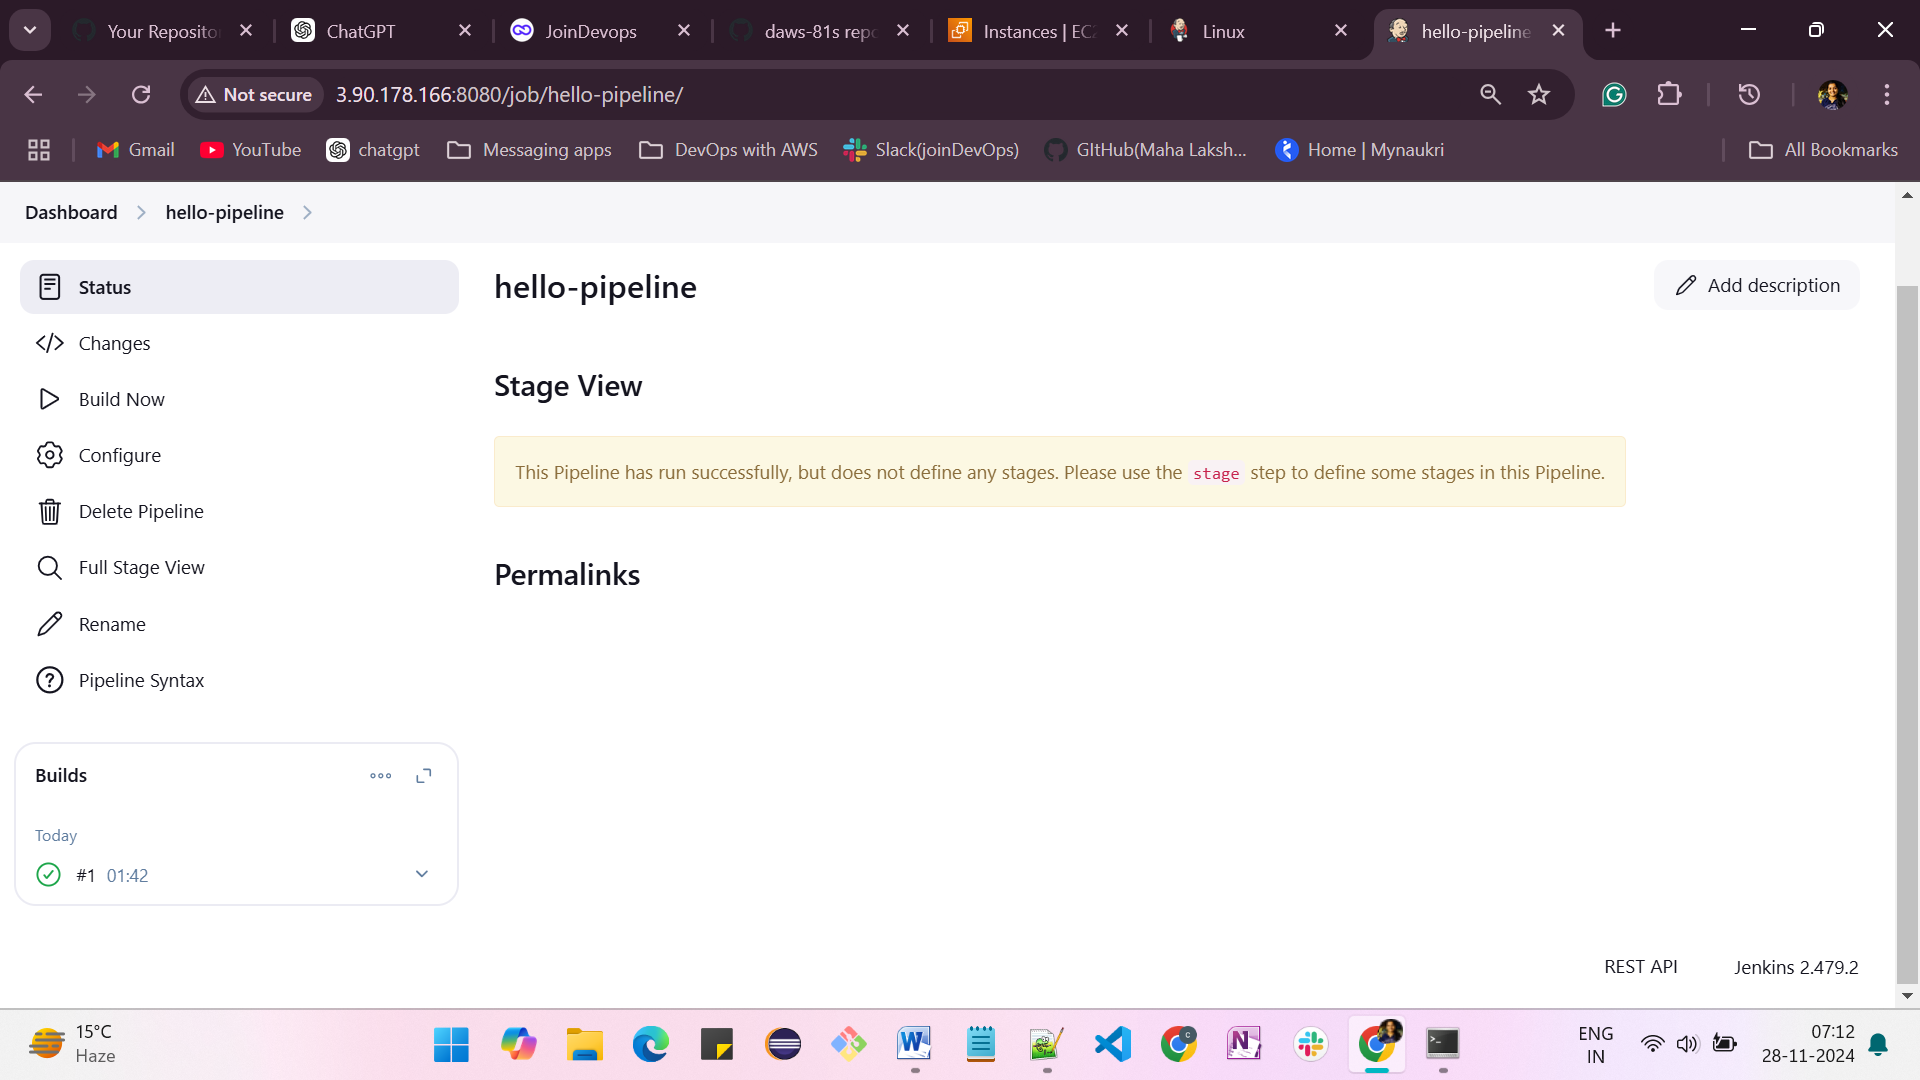 Your Repositor
ChatGPT
JoinDevops
daws-81s repo
Instances | EC2
Linux
hello-pipeline
Not secure
3.90.178.166:8080/job/hello-pipeline/
Gmail
YouTube
chatgpt
Messaging apps
DevOps with AWS
Slack(joinDevOps)
GItHub(Maha Laksh...
Home | Mynaukri
All Bookmarks
Dashboard
hello-pipeline
Status
Changes
Build Now
Configure
Delete Pipeline
Full Stage View
Rename
Pipeline Syntax
Builds
Today
#1 01:42
hello-pipeline
Add description
Stage View
This Pipeline has run successfully, but does not define any stages. Please use the stage step to define some stages in this Pipeline.
Permalinks
REST API
Jenkins 2.479.2
15°C
Haze
ENG
IN
07:12
28-11-2024